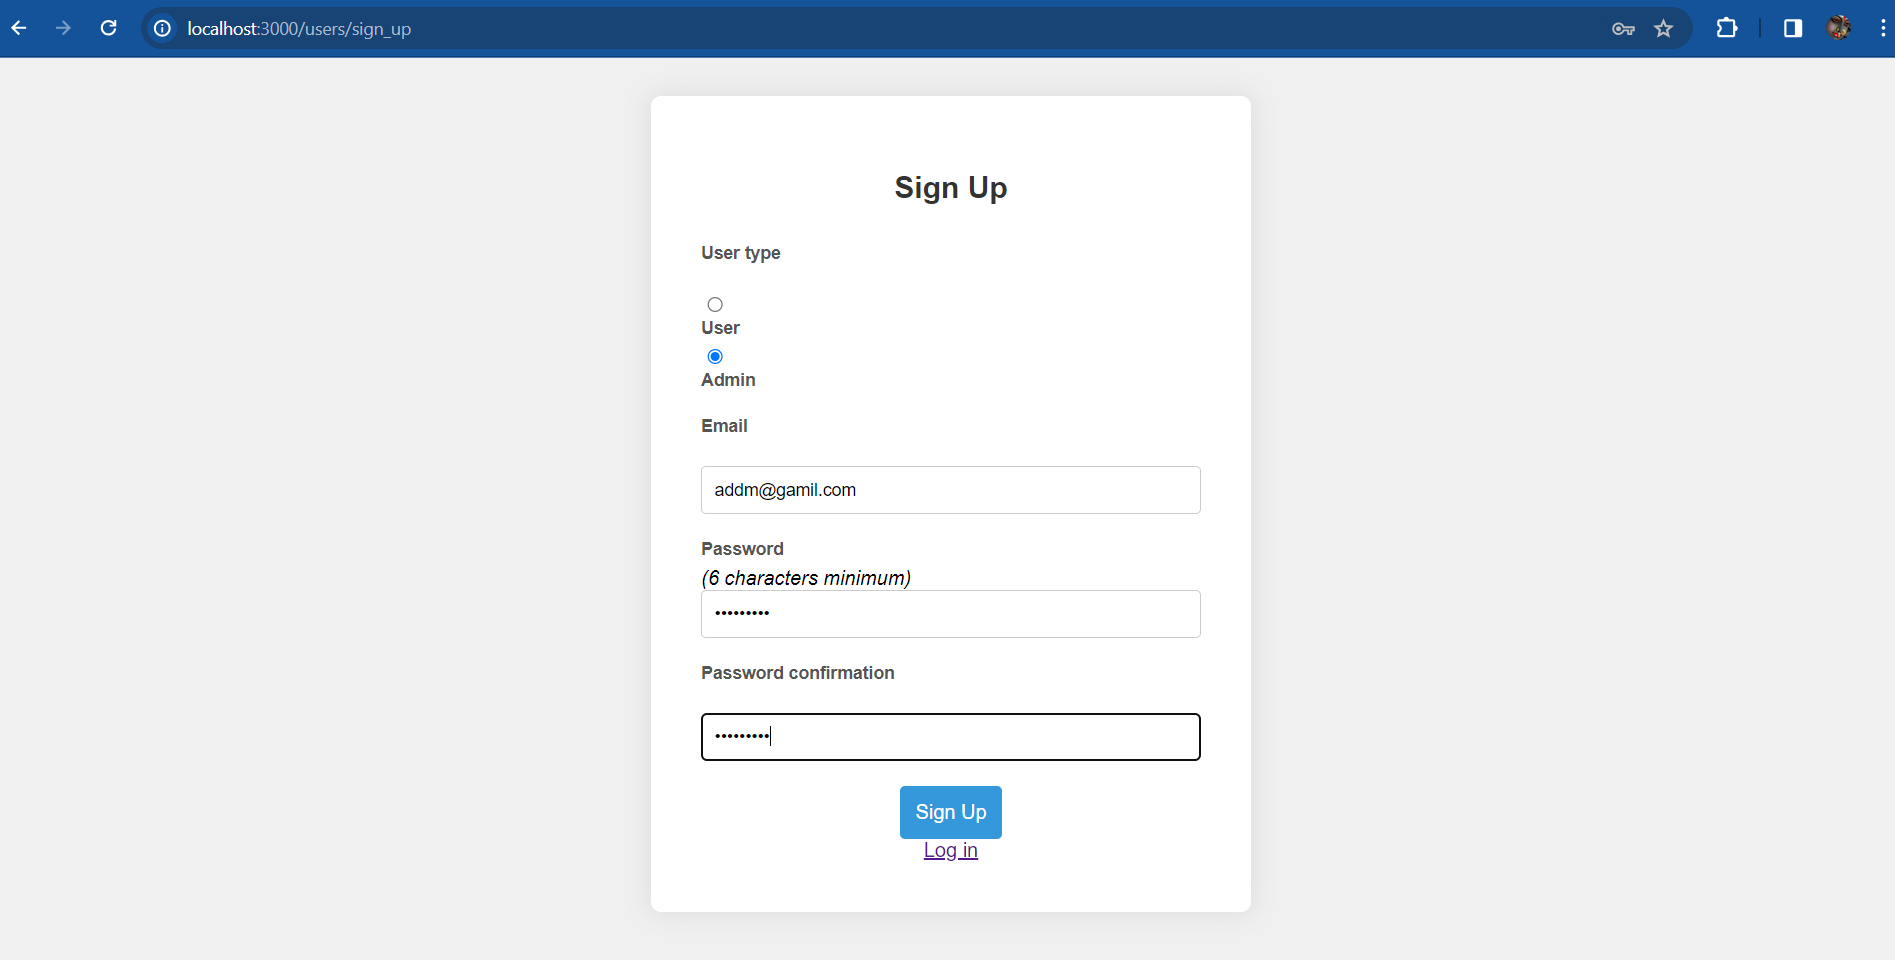 localhost:3000/users/sign_up
Sign Up
User type
User
Admin
Email
addm@gamil.com
Password
(6 characters minimum)
•••••••••
Password confirmation
•••••••••
Sign Up
Log in